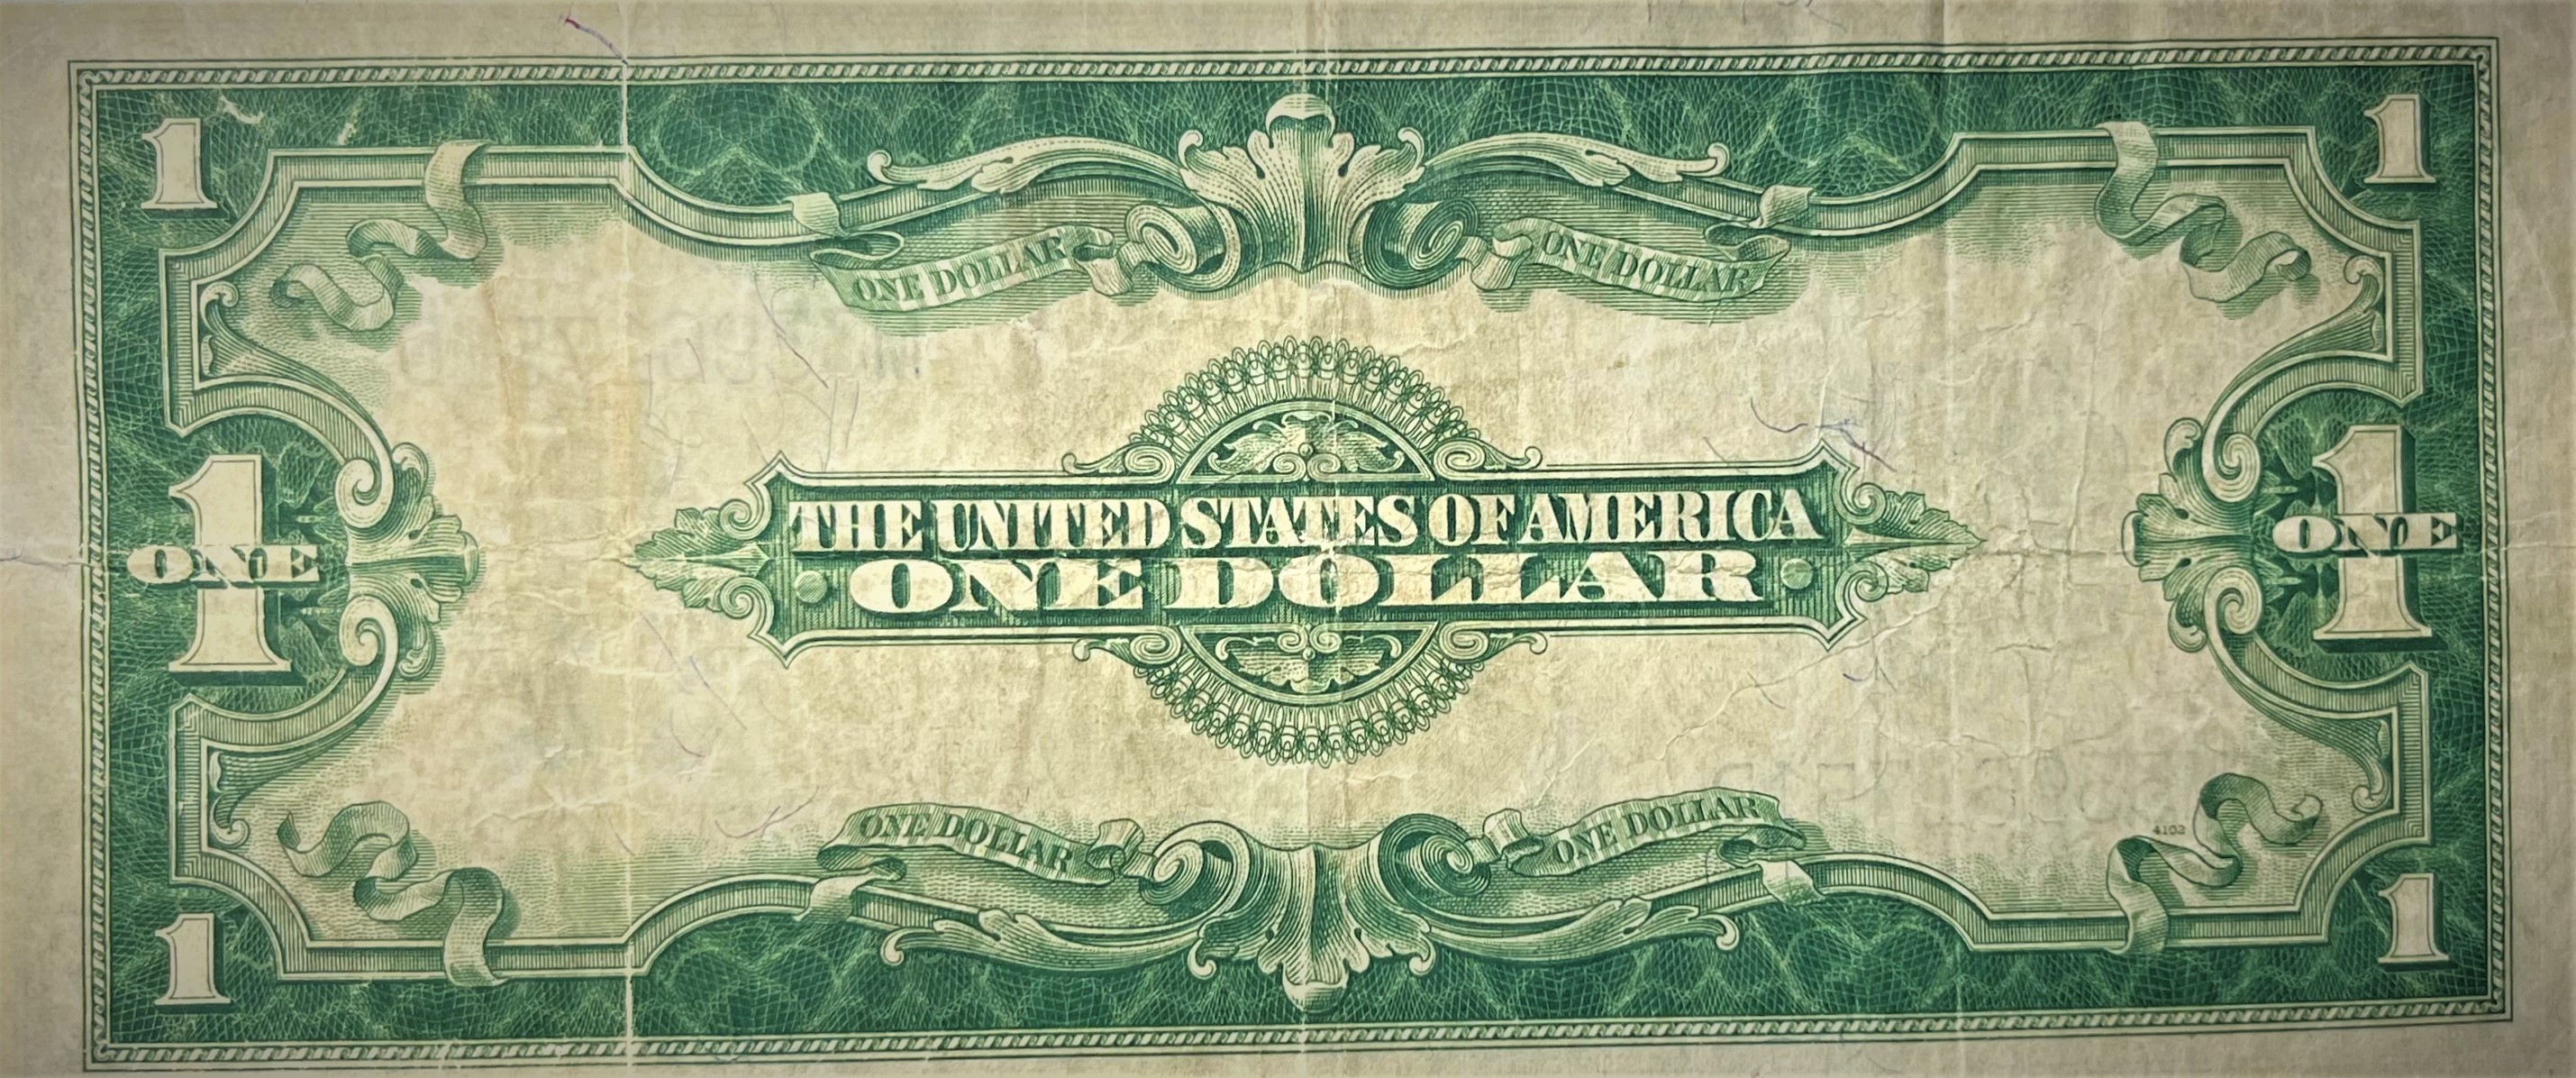 1 1
ONE DOLLAR ONE DOLLAR
THE UNITED STATES OF AMERICA
1 ONE ONE DOLLAR 1 ONE
ONE DOLLAR ONE DOLLAR
4102
1 1